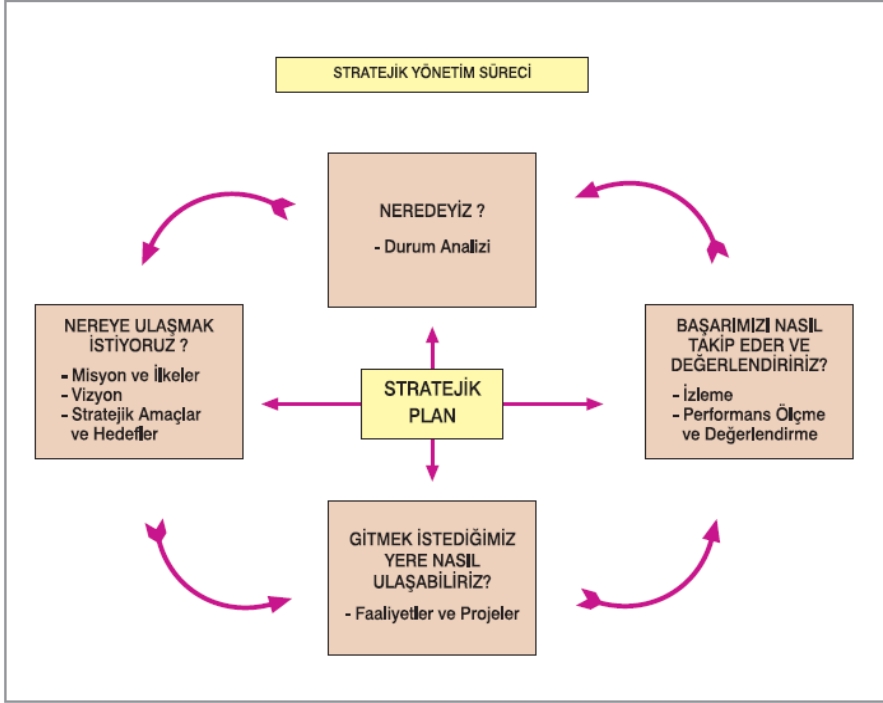 STRATEJİK YÖNETİM SÜRECİ
NEREDEYİZ ?
- Durum Analizi
NEREYE ULAŞMAK
İSTİYORUZ ?
- Misyon ve İlkeler
- Vizyon
- Stratejik Amaçlar
ve Hedefler
STRATEJİK
PLAN
BAŞARIMIZI NASIL
TAKİP EDER VE
DEĞERLENDİRİRİZ?
- İzleme
- Performans Ölçme
ve Değerlendirme
GİTMEK İSTEDİĞİMİZ
YERE NASIL
ULAŞABİLİRİZ?
- Faaliyetler ve Projeler